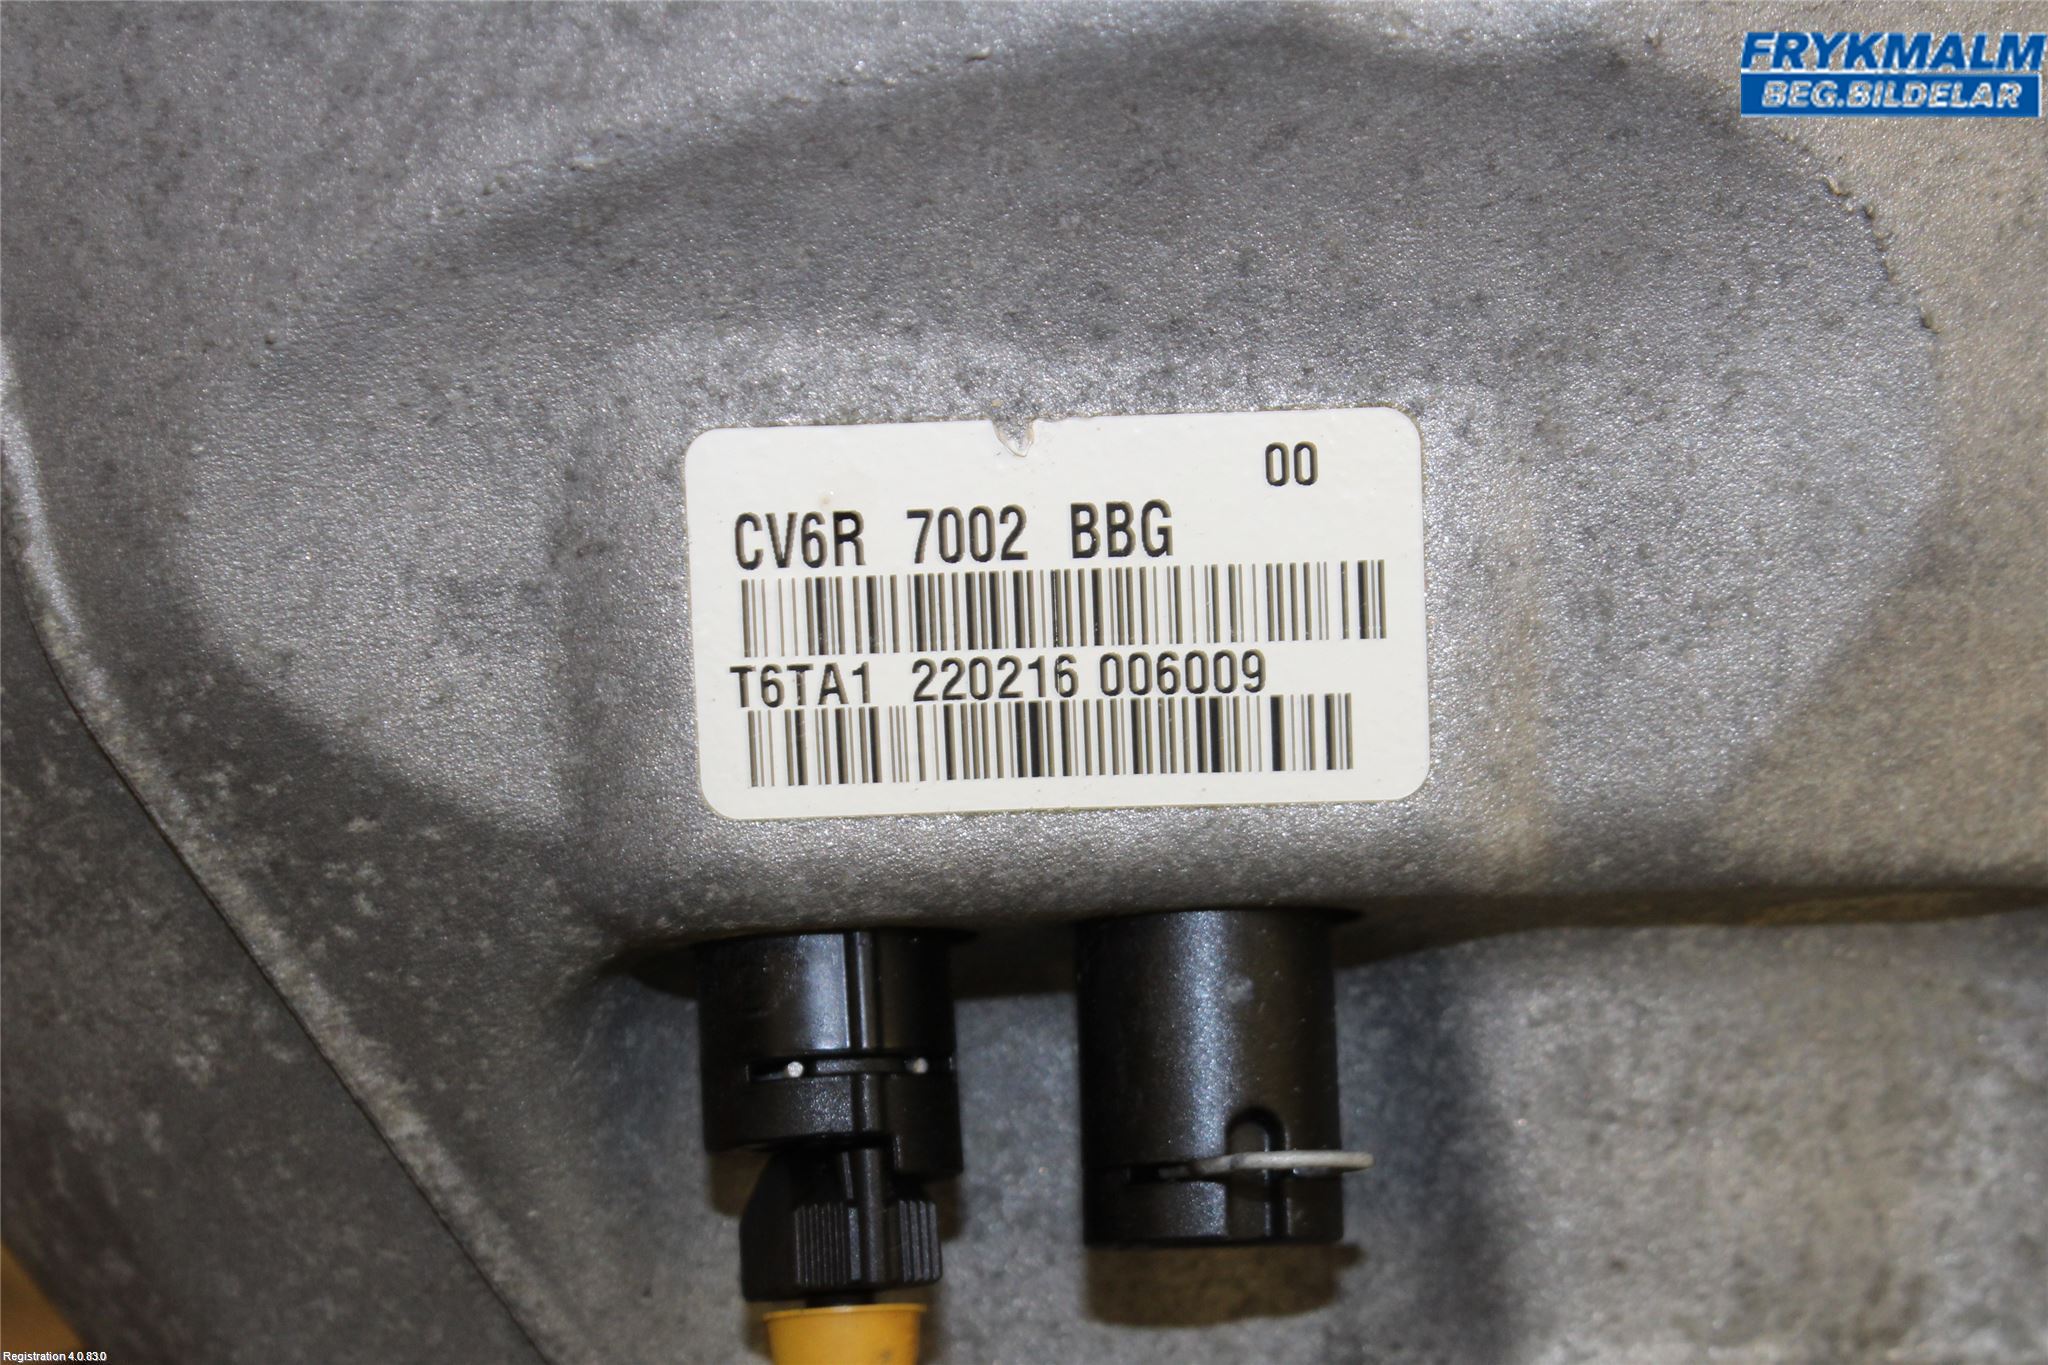 FRYKMALM
BEG.BILDELAR
00
CV6R 7002 BBG
T6TA1 220216 006009
Registration 4.0.83.0